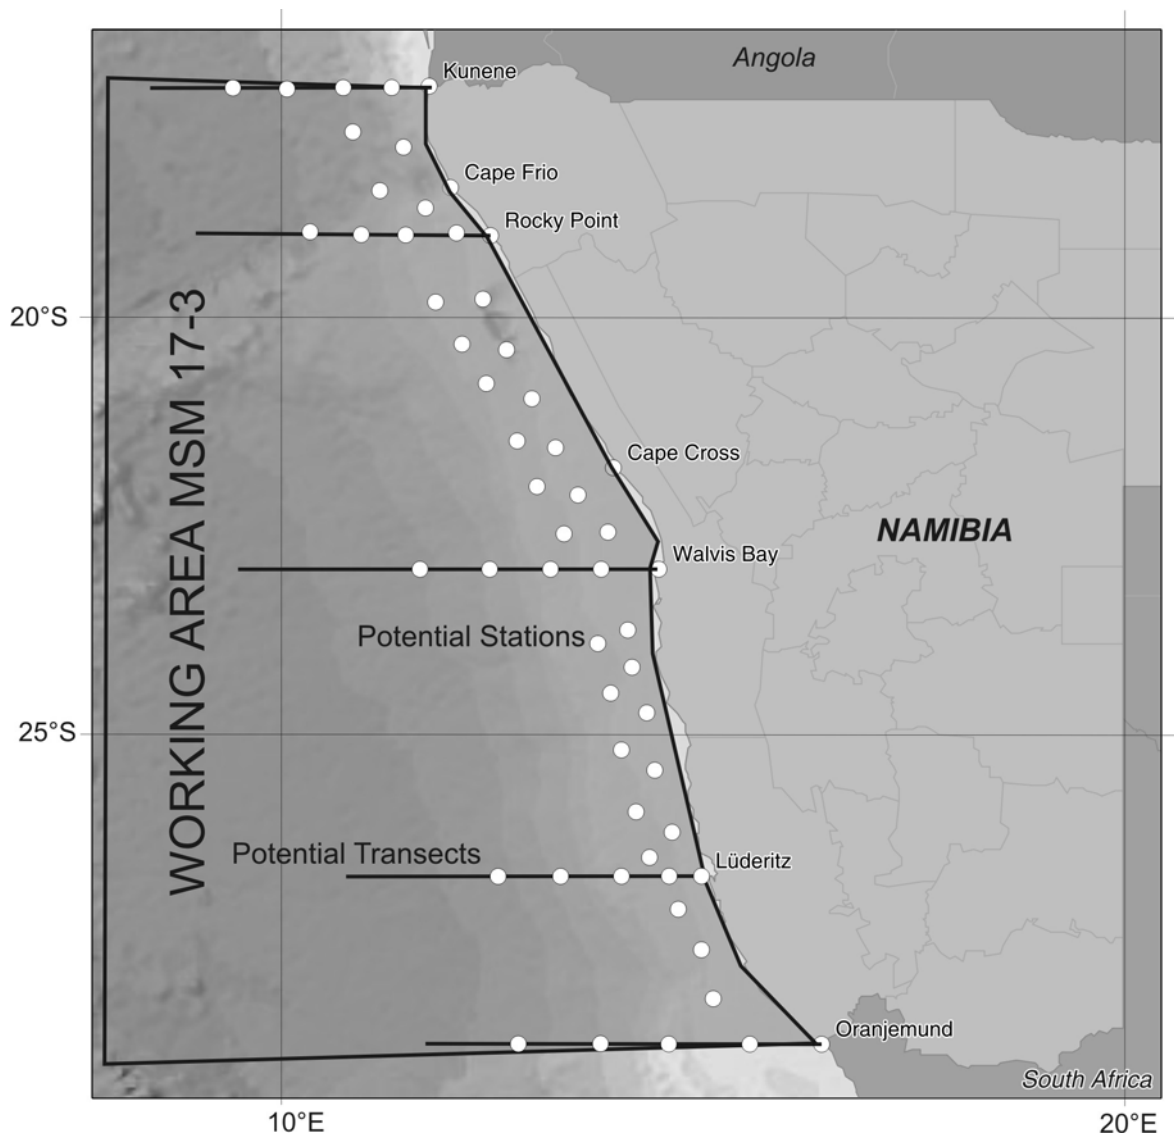 Angola
Kunene
Cape Frio
Rocky Point
20°S
WORKING AREA MSM 17-3
Cape Cross
NAMIBIA
Walvis Bay
Potential Stations
25°S
Potential Transects
Lüderitz
Oranjemund
South Africa
10°E
20°E